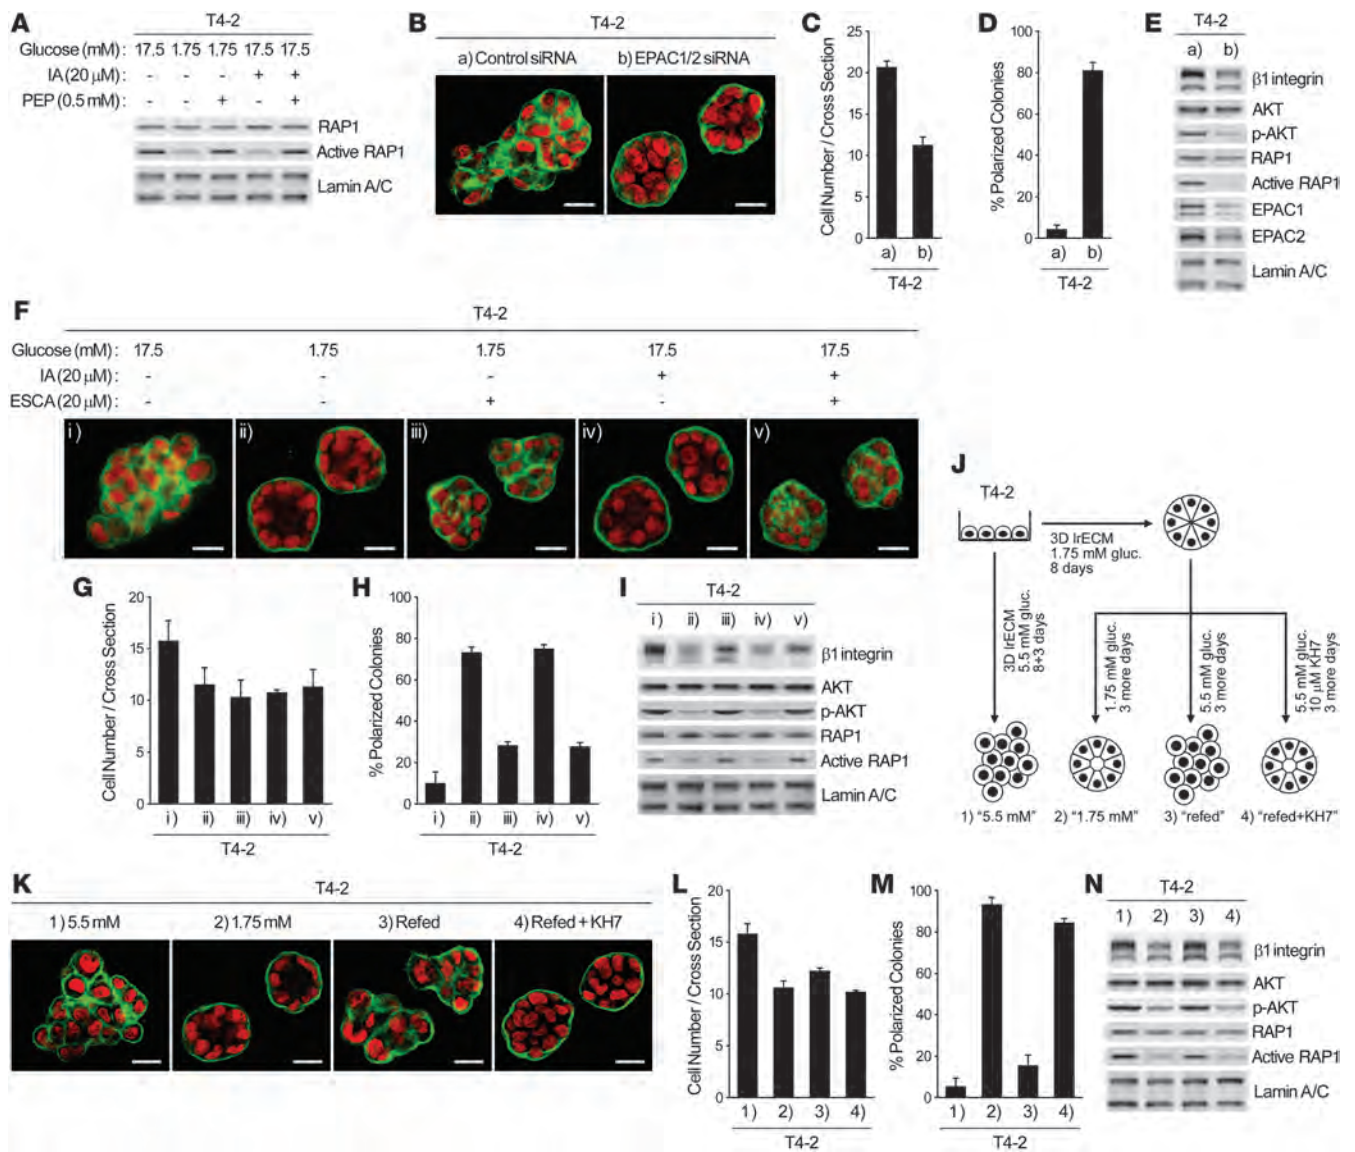 A
T4-2
Glucose (mM) : 17.5 1.75 1.75 17.5 17.5
IA (20 μM) : - - - + +
PEP (0.5 mM) : - - + - +
RAP1
Active RAP1
Lamin A/C
B
T4-2
a) Control siRNA b) EPAC1/2 siRNA
C
Cell Number / Cross Section
25
20
15
10
5
0
a) b)
T4-2
D
% Polarized Colonies
100
80
60
40
20
0
a) b)
T4-2
E
T4-2
a) b)
β1 integrin
AKT
p-AKT
RAP1
Active RAP1
EPAC1
EPAC2
Lamin A/C
F
T4-2
Glucose (mM) : 17.5 1.75 1.75 17.5 17.5
IA (20 μM) : - - - + +
ESCA (20 μM) : - - + - +
i) ii) iii) iv) v)
G
Cell Number / Cross Section
20
15
10
5
0
i) ii) iii) iv) v)
T4-2
H
% Polarized Colonies
100
80
60
40
20
0
i) ii) iii) iv) v)
T4-2
I
T4-2
i) ii) iii) iv) v)
β1 integrin
AKT
p-AKT
RAP1
Active RAP1
Lamin A/C
J
T4-2
3D lrECM
1.75 mM gluc.
8 days
3D lrECM
5.5 mM gluc.
8+3 days
1.75 mM gluc.
3 more days
5.5 mM gluc.
3 more days
5.5 mM gluc.
10 μM KH7
3 more days
1) "5.5 mM" 2) "1.75 mM" 3) "refed" 4) "refed+KH7"
K
T4-2
1) 5.5 mM 2) 1.75 mM 3) Refed 4) Refed + KH7
L
Cell Number / Cross Section
20
15
10
5
0
1) 2) 3) 4)
T4-2
M
% Polarized Colonies
100
80
60
40
20
0
1) 2) 3) 4)
T4-2
N
T4-2
1) 2) 3) 4)
β1 integrin
AKT
p-AKT
RAP1
Active RAP1
Lamin A/C